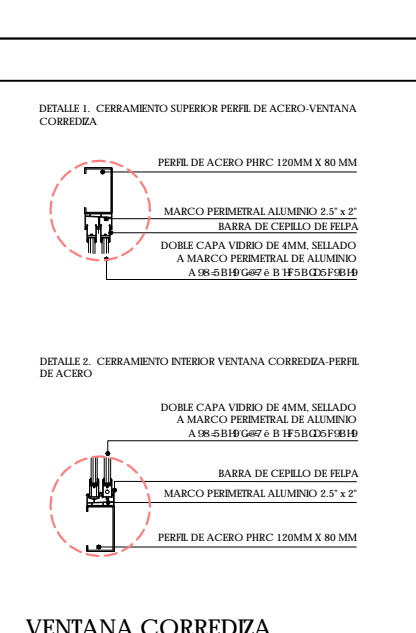 DETALLE 1. CERRAMIENTO SUPERIOR PERFIL DE ACERO-VENTANA
CORREDIZA
PERFIL DE ACERO PHRC 120MM X 80 MM
MARCO PERIMETRAL ALUMINIO 2.5" x 2"
BARRA DE CEPILLO DE FELPA
DOBLE CAPA VIDRIO DE 4MM, SELLADO
A MARCO PERIMETRAL DE ALUMINIO
DETALLE 2. CERRAMIENTO INTERIOR VENTANA CORREDIZA-PERFIL
DE ACERO
DOBLE CAPA VIDRIO DE 4MM, SELLADO
A MARCO PERIMETRAL DE ALUMINIO
BARRA DE CEPILLO DE FELPA
MARCO PERIMETRAL ALUMINIO 2.5" x 2"
PERFIL DE ACERO PHRC 120MM X 80 MM
VENTANA CORREDIZA